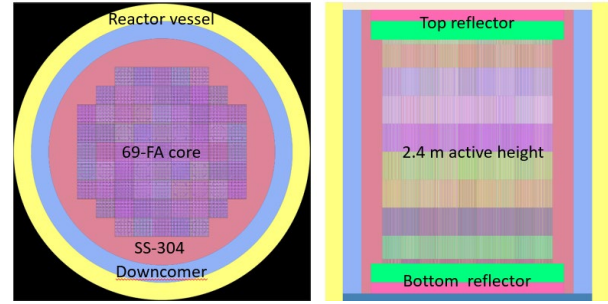 Reactor vessel
69-FA core
SS-304
Downcomer
Top reflector
2.4 m active height
Bottom reflector